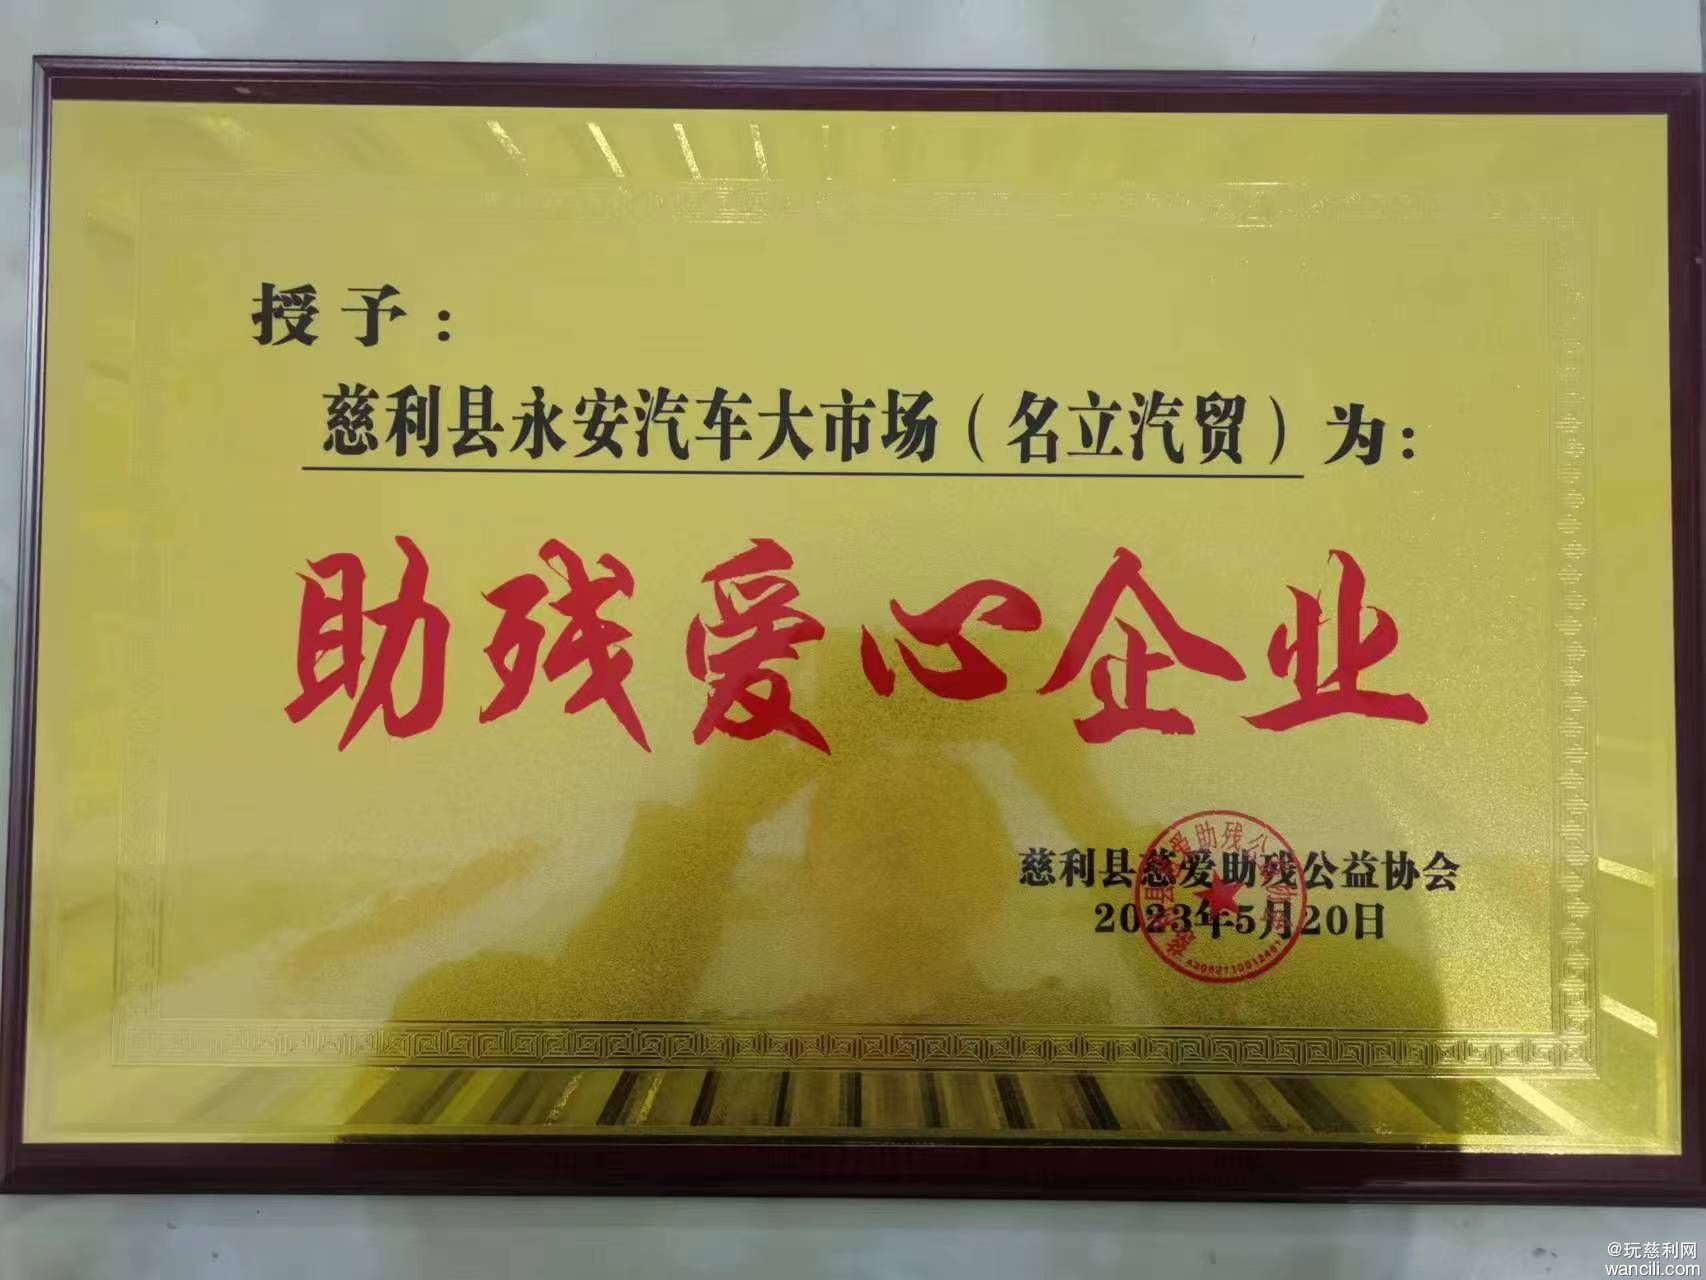 授予：
慈利县永安汽车大市场（名立汽贸）为：
助残爱心企业
慈利县慈爱助残公益协会
2023年5月20日
@玩慈利网
wancili.com